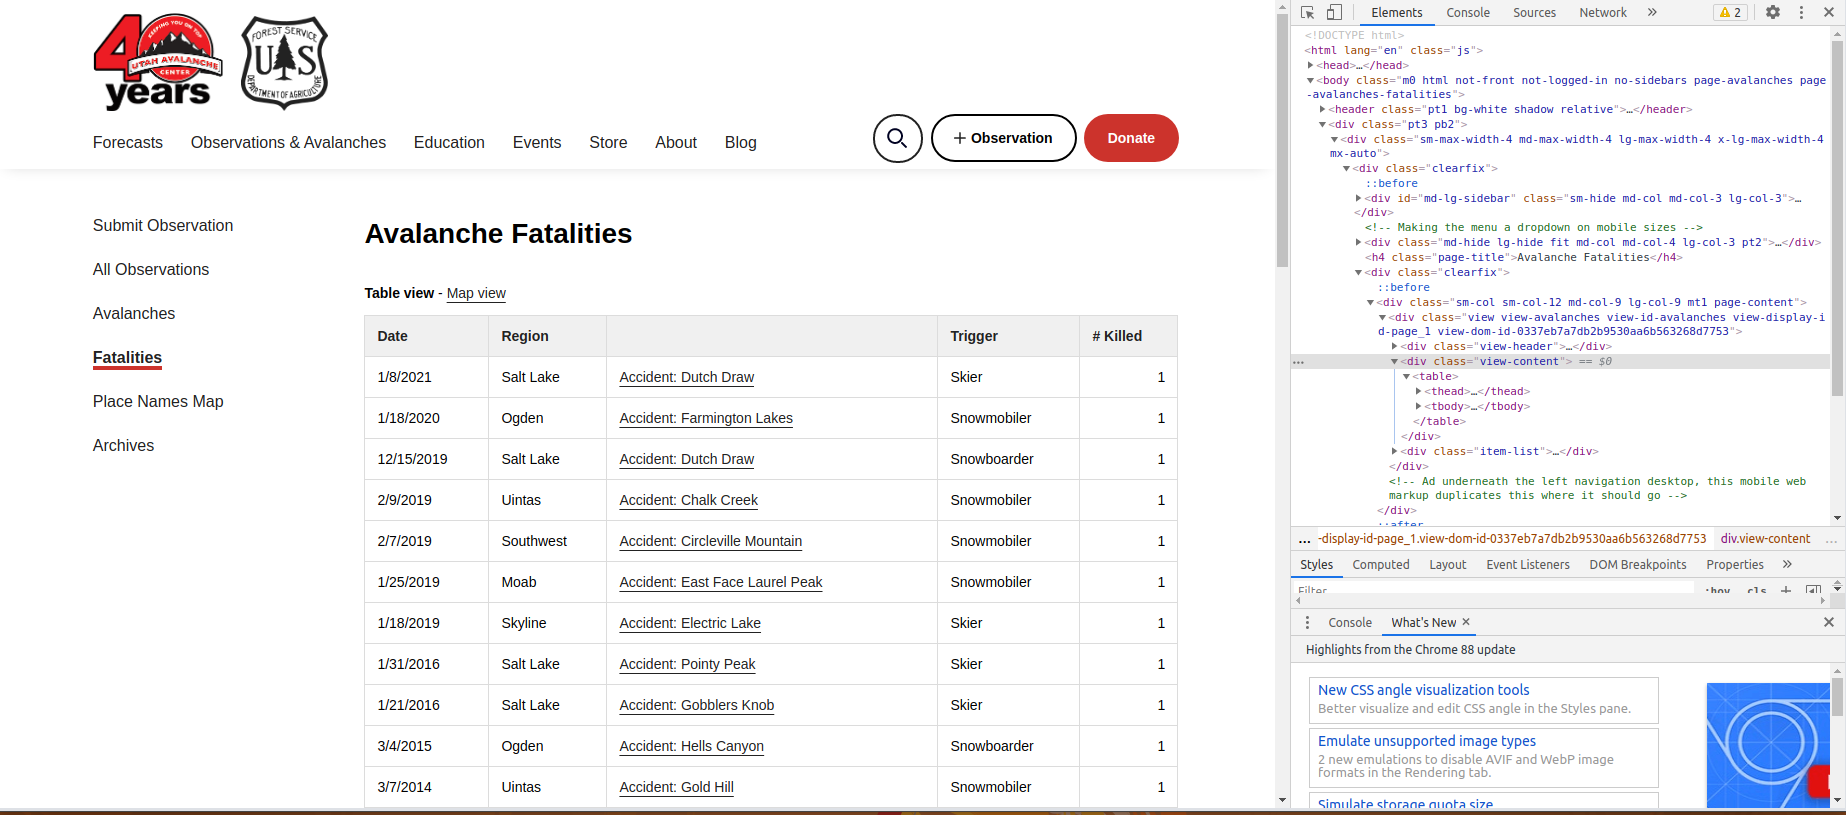 40
KEEPING YOU ON TOP
UTAH AVALANCHE
CENTER
years
FOREST SERVICE
U S
DEPARTMENT OF AGRICULTURE
Forecasts Observations & Avalanches Education Events Store About Blog
+ Observation
Donate
Submit Observation
All Observations
Avalanches
Fatalities
Place Names Map
Archives
Avalanche Fatalities
Table view - Map view
Date Region Trigger # Killed
1/8/2021 Salt Lake Accident: Dutch Draw Skier 1
1/18/2020 Ogden Accident: Farmington Lakes Snowmobiler 1
12/15/2019 Salt Lake Accident: Dutch Draw Snowboarder 1
2/9/2019 Uintas Accident: Chalk Creek Snowmobiler 1
2/7/2019 Southwest Accident: Circleville Mountain Snowmobiler 1
1/25/2019 Moab Accident: East Face Laurel Peak Snowmobiler 1
1/18/2019 Skyline Accident: Electric Lake Skier 1
1/31/2016 Salt Lake Accident: Pointy Peak Skier 1
1/21/2016 Salt Lake Accident: Gobblers Knob Skier 1
3/4/2015 Ogden Accident: Hells Canyon Snowboarder 1
3/7/2014 Uintas Accident: Gold Hill Snowmobiler 1
Elements Console Sources Network » 2
<!DOCTYPE html>
<html lang="en" class="js">
<head>…</head>
<body class="m0 html not-front not-logged-in no-sidebars page-avalanches page
-avalanches-fatalities">
<header class="pt1 bg-white shadow relative">…</header>
<div class="pt3 pb2">
<div class="sm-max-width-4 md-max-width-4 lg-max-width-4 x-lg-max-width-4
mx-auto">
<div class="clearfix">
::before
<div id="md-lg-sidebar" class="sm-hide md-col md-col-3 lg-col-3">…
</div>
<!-- Making the menu a dropdown on mobile sizes -->
<div class="md-hide lg-hide fit md-col md-col-4 lg-col-3 pt2">…</div>
<h4 class="page-title">Avalanche Fatalities</h4>
<div class="clearfix">
::before
<div class="sm-col sm-col-12 md-col-9 lg-col-9 mt1 page-content">
<div class="view view-avalanches view-id-avalanches view-display-i
d-page_1 view-dom-id-0337eb7a7db2b9530aa6b563268d7753">
<div class="view-header">…</div>
… <div class="view-content"> == $0
<table>
<thead>…</thead>
<tbody>…</tbody>
</table>
</div>
<div class="item-list">…</div>
</div>
<!-- Ad underneath the left navigation desktop, this mobile web
markup duplicates this where it should go -->
</div>
::after
… -display-id-page_1.view-dom-id-0337eb7a7db2b9530aa6b563268d7753 div.view-content …
Styles Computed Layout Event Listeners DOM Breakpoints Properties »
Filter :hov .cls +
Console What's New ×
Highlights from the Chrome 88 update
New CSS angle visualization tools
Better visualize and edit CSS angle in the Styles pane.
Emulate unsupported image types
2 new emulations to disable AVIF and WebP image
formats in the Rendering tab.
Simulate storage quota size